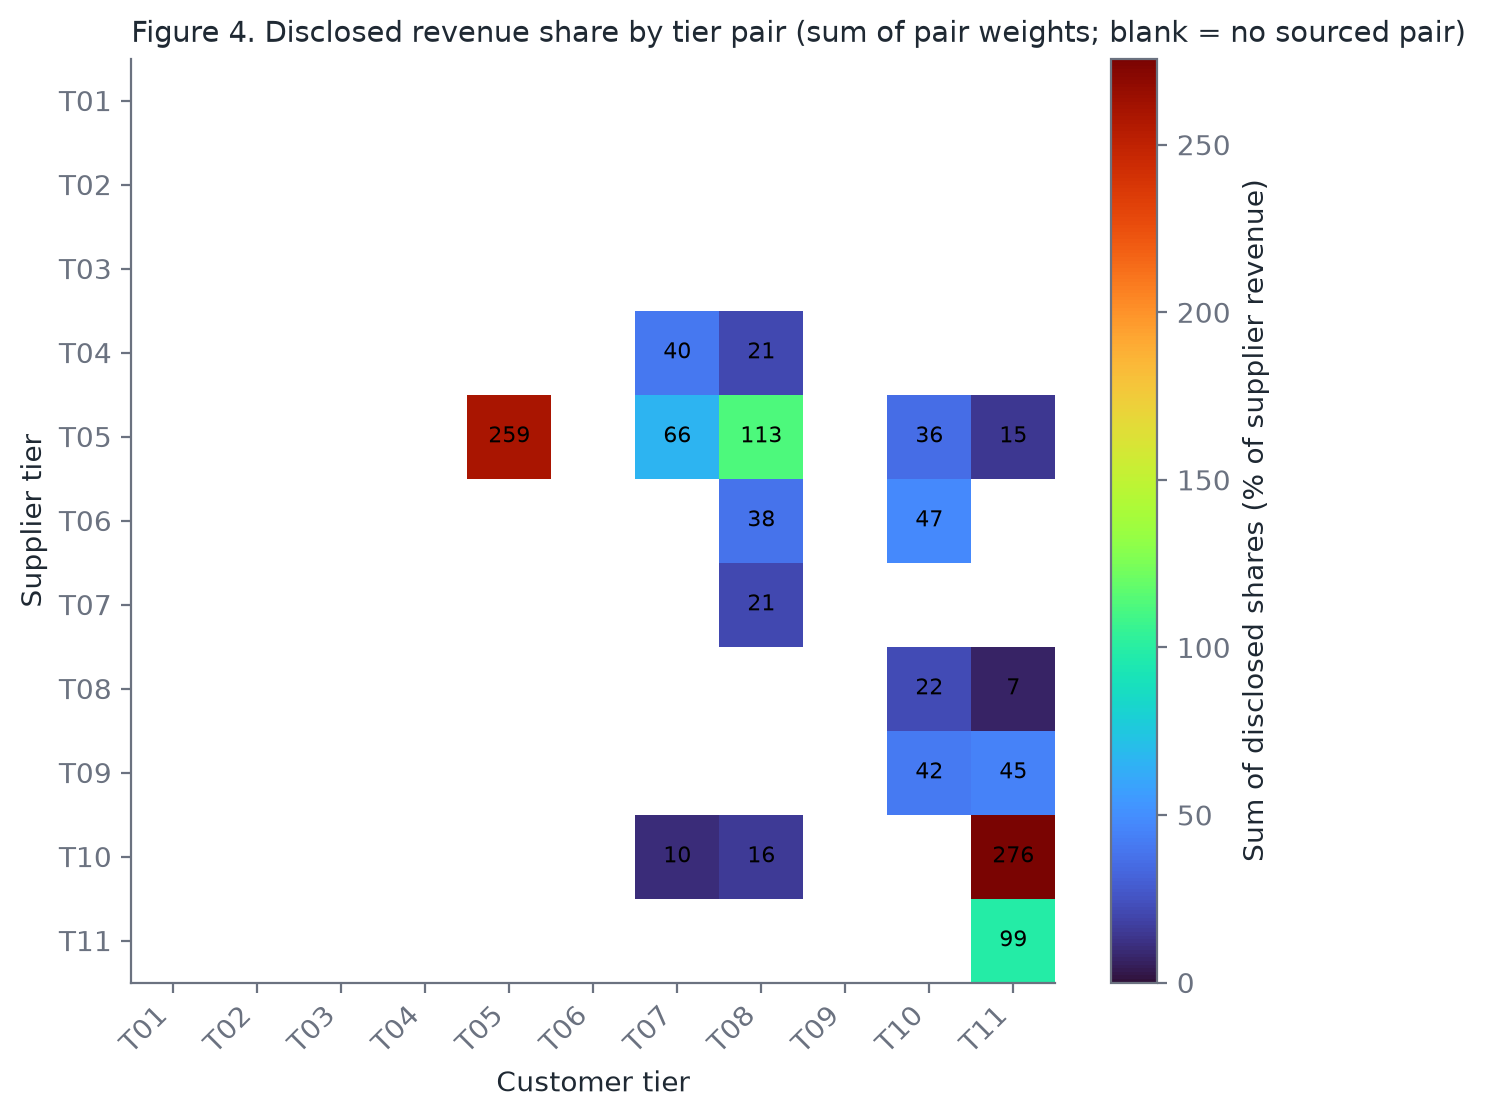 Figure 4. Disclosed revenue share by tier pair (sum of pair weights; blank = no sourced pair)
Supplier tier
T01
T02
T03
T04
40 21
T05
259 66 113 36 15
T06
38 47
T07
21
T08
22 7
T09
42 45
T10
10 16 276
T11
99
T01 T02 T03 T04 T05 T06 T07 T08 T09 T10 T11
Customer tier
250
200
150
100
50
0
Sum of disclosed shares (% of supplier revenue)